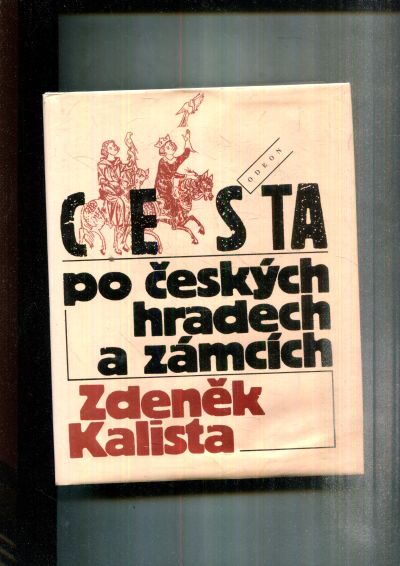 ODEON
CESTA
po českých
hradech
a zámcích
Zdeněk
Kalista